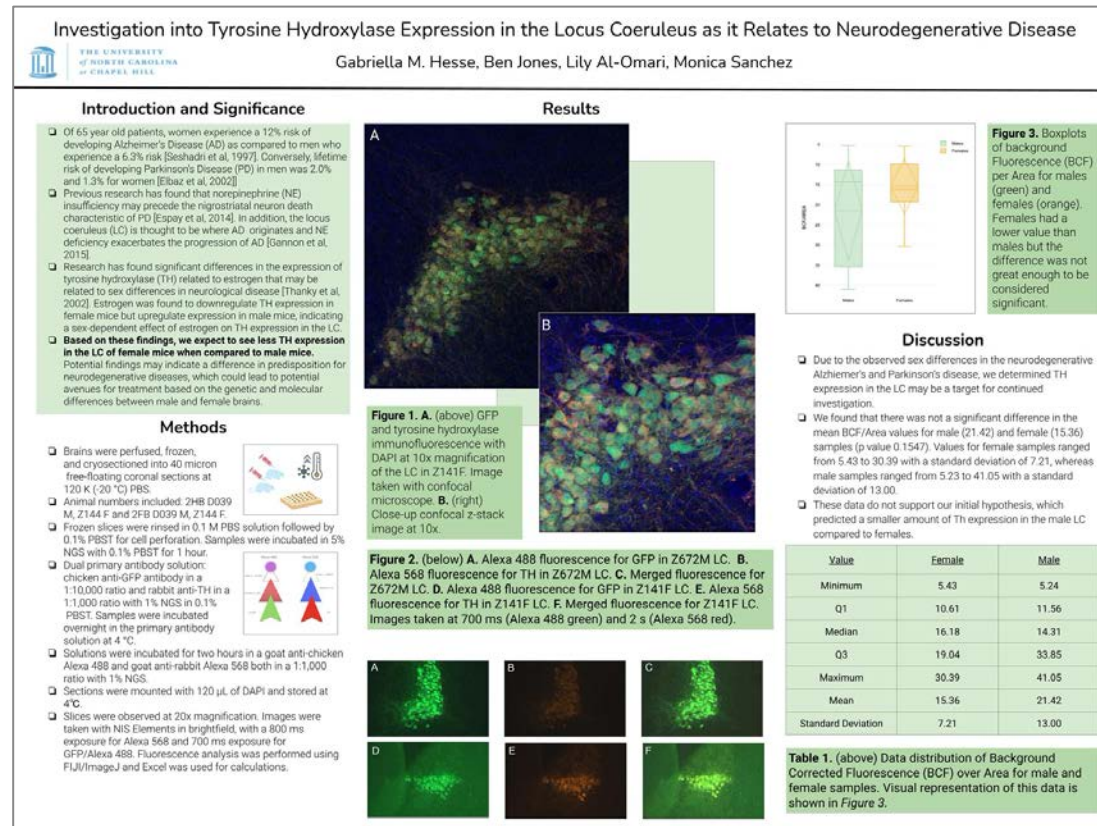 Investigation into Tyrosine Hydroxylase Expression in the Locus Coeruleus as it Relates to Neurodegenerative Disease
THE UNIVERSITY
of NORTH CAROLINA
at CHAPEL HILL
Gabriella M. Hesse, Ben Jones, Lily Al-Omari, Monica Sanchez
Introduction and Significance
❏ Of 65 year old patients, women experience a 12% risk of
developing Alzheimer's Disease (AD) as compared to men who
experience a 6.3% risk [Seshadri et al, 1997]. Conversely, lifetime
risk of developing Parkinson's Disease (PD) in men was 2.0%
and 1.3% for women [Elbaz et al, 2002]]
❏ Previous research has found that norepinephrine (NE)
insufficiency may precede the nigrostriatal neuron death
characteristic of PD [Espay et al, 2014]. In addition, the locus
coeruleus (LC) is thought to be where AD originates and NE
deficiency exacerbates the progression of AD [Gannon et al,
2015].
❏ Research has found significant differences in the expression of
tyrosine hydroxylase (TH) related to estrogen that may be
related to sex differences in neurological disease [Thanky et al,
2002]. Estrogen was found to downregulate TH expression in
female mice but upregulate expression in male mice, indicating
a sex-dependent effect of estrogen on TH expression in the LC.
❏ Based on these findings, we expect to see less TH expression
in the LC of female mice when compared to male mice.
Potential findings may indicate a difference in predisposition for
neurodegenerative diseases, which could lead to potential
avenues for treatment based on the genetic and molecular
differences between male and female brains.
Methods
❏ Brains were perfused, frozen,
and cryosectioned into 40 micron
free-floating coronal sections at
120 K (-20 °C) PBS.
❏ Animal numbers included: 2HB D039
M, Z144 F and 2FB D039 M, Z144 F.
❏ Frozen slices were rinsed in 0.1 M PBS solution followed by
0.1% PBST for cell perforation. Samples were incubated in 5%
NGS with 0.1% PBST for 1 hour.
❏ Dual primary antibody solution:
chicken anti-GFP antibody in a
1:10,000 ratio and rabbit anti-TH in a
1:1,000 ratio with 1% NGS in 0.1%
PBST. Samples were incubated
overnight in the primary antibody
solution at 4 °C.
❏ Solutions were incubated for two hours in a goat anti-chicken
Alexa 488 and goat anti-rabbit Alexa 568 both in a 1:1,000
ratio with 1% NGS.
❏ Sections were mounted with 120 µL of DAPI and stored at
4°C.
❏ Slices were observed at 20x magnification. Images were
taken with NIS Elements in brightfield, with a 800 ms
exposure for Alexa 568 and 700 ms exposure for
GFP/Alexa 488. Fluorescence analysis was performed using
FIJI/ImageJ and Excel was used for calculations.
Results
A
B
Figure 1. A. (above) GFP
and tyrosine hydroxylase
immunofluorescence with
DAPI at 10x magnification
of the LC in Z141F. Image
taken with confocal
microscope. B. (right)
Close-up confocal z-stack
image at 10x.
Figure 2. (below) A. Alexa 488 fluorescence for GFP in Z672M LC. B.
Alexa 568 fluorescence for TH in Z672M LC. C. Merged fluorescence for
Z672M LC. D. Alexa 488 fluorescence for GFP in Z141F LC. E. Alexa 568
fluorescence for TH in Z141F LC. F. Merged fluorescence for Z141F LC.
Images taken at 700 ms (Alexa 488 green) and 2 s (Alexa 568 red).
A B C
D E F
Males
Females
BCF/AREA
Males Females
Figure 3. Boxplots
of background
Fluorescence (BCF)
per Area for males
(green) and
females (orange).
Females had a
lower value than
males but the
difference was not
great enough to be
considered
significant.
Discussion
❏ Due to the observed sex differences in the neurodegenerative
Alzheimer's and Parkinson's disease, we determined TH
expression in the LC may be a target for continued
investigation.
❏ We found that there was not a significant difference in the
mean BCF/Area values for male (21.42) and female (15.36)
samples (p value 0.1547). Values for female samples ranged
from 5.43 to 30.39 with a standard deviation of 7.21, whereas
male samples ranged from 5.23 to 41.05 with a standard
deviation of 13.00.
❏ These data do not support our initial hypothesis, which
predicted a smaller amount of Th expression in the male LC
compared to females.
Value Female Male
Minimum 5.43 5.24
Q1 10.61 11.56
Median 16.18 14.31
Q3 19.04 33.85
Maximum 30.39 41.05
Mean 15.36 21.42
Standard Deviation 7.21 13.00
Table 1. (above) Data distribution of Background
Corrected Fluorescence (BCF) over Area for male and
female samples. Visual representation of this data is
shown in Figure 3.